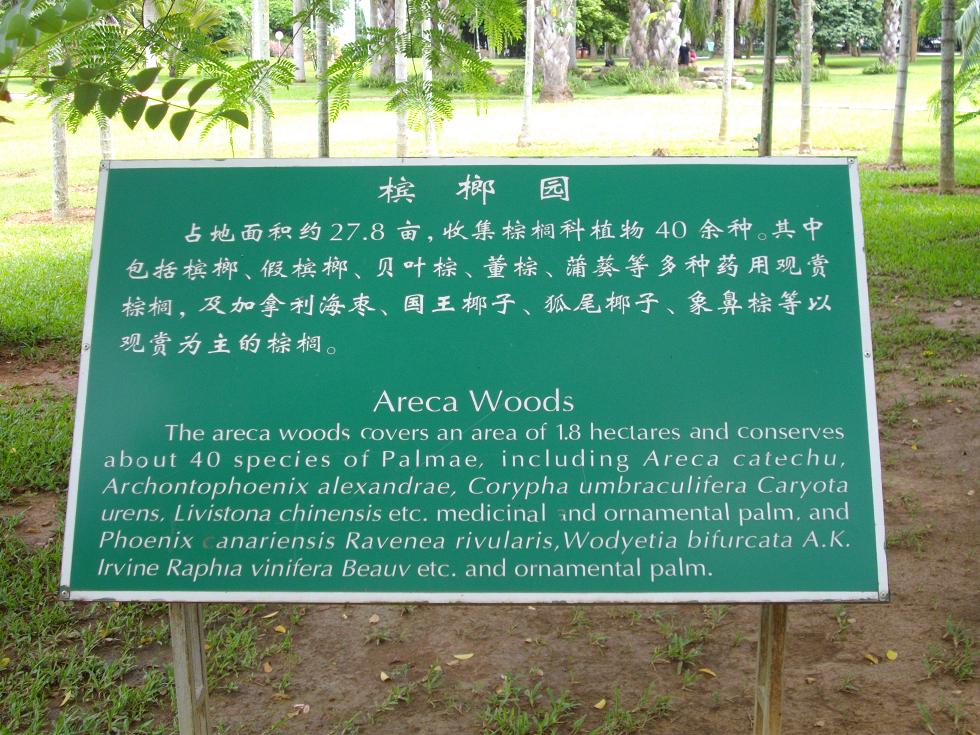 槟榔园
占地面积约27.8亩,收集棕榈科植物40余种。其中
包括槟榔、假槟榔、贝叶棕、董棕、蒲葵等多种药用观赏
棕榈,及加拿利海枣、国王椰子、狐尾椰子、象鼻棕等以
观赏为主的棕榈。
Areca Woods
The areca woods covers an area of 1.8 hectares and conserves
about 40 species of Palmae, including Areca catechu,
Archontophoenix alexandrae, Corypha umbraculifera Caryota
urens, Livistona chinensis etc. medicinal and ornamental palm, and
Phoenix canariensis Ravenea rivularis,Wodyetia bifurcata A.K.
Irvine Raphia vinifera Beauv etc. and ornamental palm.